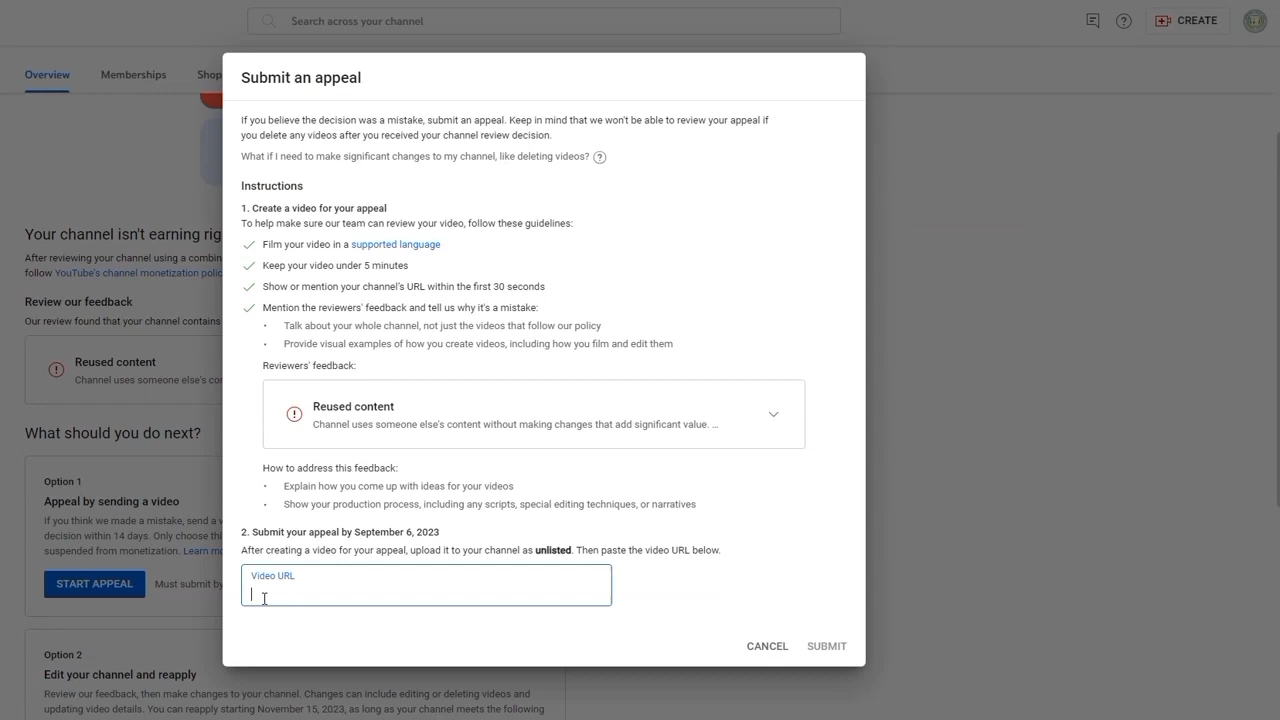 Search across your channel
CREATE
Overview
Memberships
Shop
Submit an appeal
If you believe the decision was a mistake, submit an appeal. Keep in mind that we won't be able to review your appeal if
you delete any videos after you received your channel review decision.
What if I need to make significant changes to my channel, like deleting videos?
Instructions
1. Create a video for your appeal
To help make sure our team can review your video, follow these guidelines:
Film your video in a supported language
Keep your video under 5 minutes
Show or mention your channel's URL within the first 30 seconds
Mention the reviewers' feedback and tell us why it's a mistake:
• Talk about your whole channel, not just the videos that follow our policy
• Provide visual examples of how you create videos, including how you film and edit them
Reviewers' feedback:
Reused content
Channel uses someone else's content without making changes that add significant value. …
How to address this feedback:
• Explain how you come up with ideas for your videos
• Show your production process, including any scripts, special editing techniques, or narratives
2. Submit your appeal by September 6, 2023
After creating a video for your appeal, upload it to your channel as unlisted. Then paste the video URL below.
Video URL
CANCEL
SUBMIT
Your channel isn't earning
After reviewing your channel using a
follow YouTube's channel monetization
Review our feedback
Our review found that your channel contains
Reused content
Channel uses someone else's
What should you do next?
Option 1
Appeal by sending a video
If you think we made a mistake, send a
decision within 14 days. Only choose
suspended from monetization.
START APPEAL
Must submit by
Option 2
Edit your channel and reapply
Review our feedback, then make changes to your channel. Changes can include editing or deleting videos and
updating video details. You can reapply starting November 15, 2023, as long as your channel meets the following